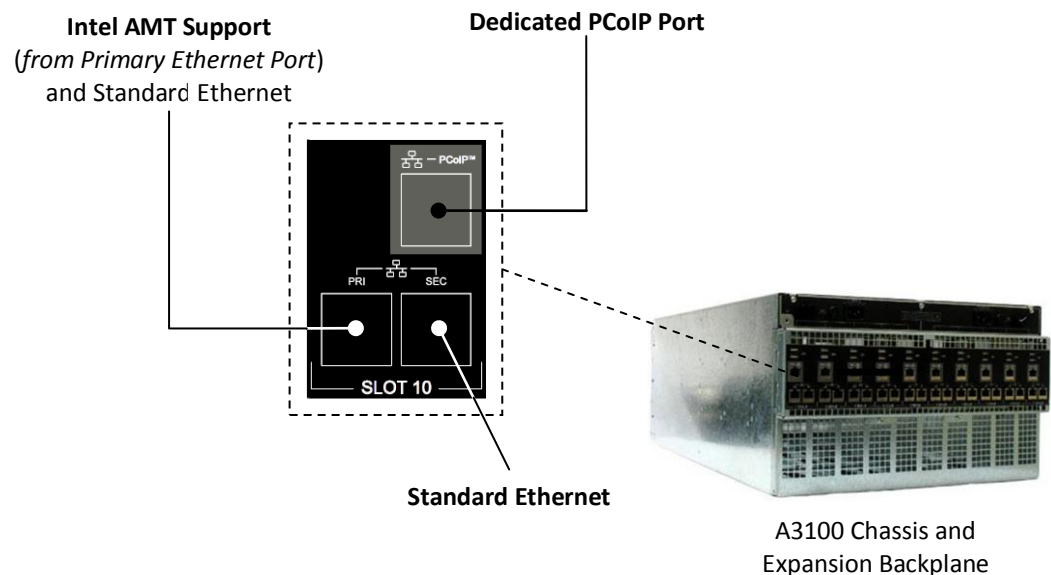 Intel AMT Support
(from Primary Ethernet Port)
and Standard Ethernet
Dedicated PCoIP Port
PCoIP™
PRI
SEC
SLOT 10
Standard Ethernet
A3100 Chassis and
Expansion Backplane